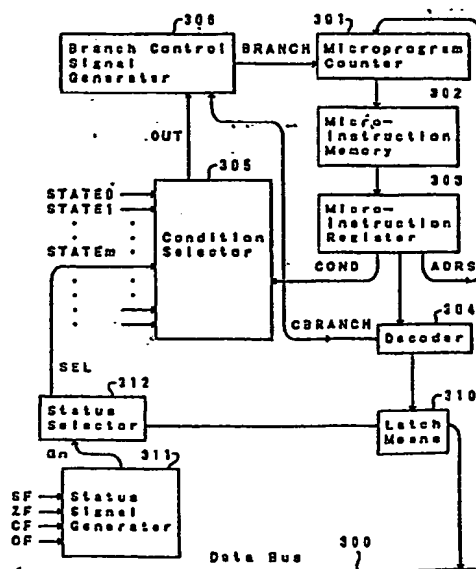 306
Branch Control
Signal
Generator
BRANCH
301
Microprogram
Counter
302
Micro-
Instruction
Memory
OUT
305
303
STATE0
STATE1
STATEm
Condition
Selector
Micro-
Instruction
Register
COND
ADRS
CBRANCH
304
Decoder
SEL
312
Status
Selector
310
Latch
Means
Gn
311
SF
ZF
CF
OF
Status
Signal
Generator
Data Bus
300